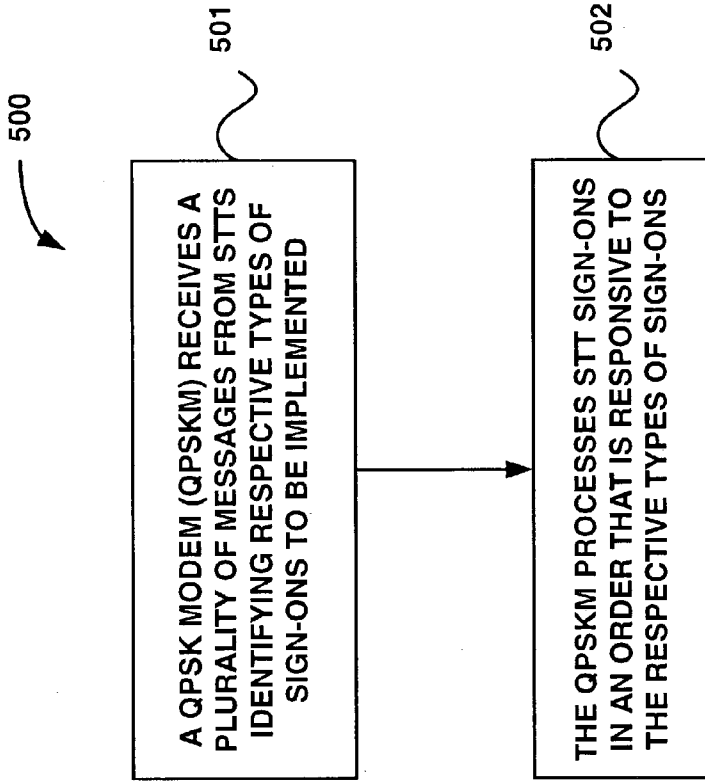 500
501
A QPSK MODEM (QPSKM) RECEIVES A
PLURALITY OF MESSAGES FROM STTS
IDENTIFYING RESPECTIVE TYPES OF
SIGN-ONS TO BE IMPLEMENTED
502
THE QPSKM PROCESSES STT SIGN-ONS
IN AN ORDER THAT IS RESPONSIVE TO
THE RESPECTIVE TYPES OF SIGN-ONS